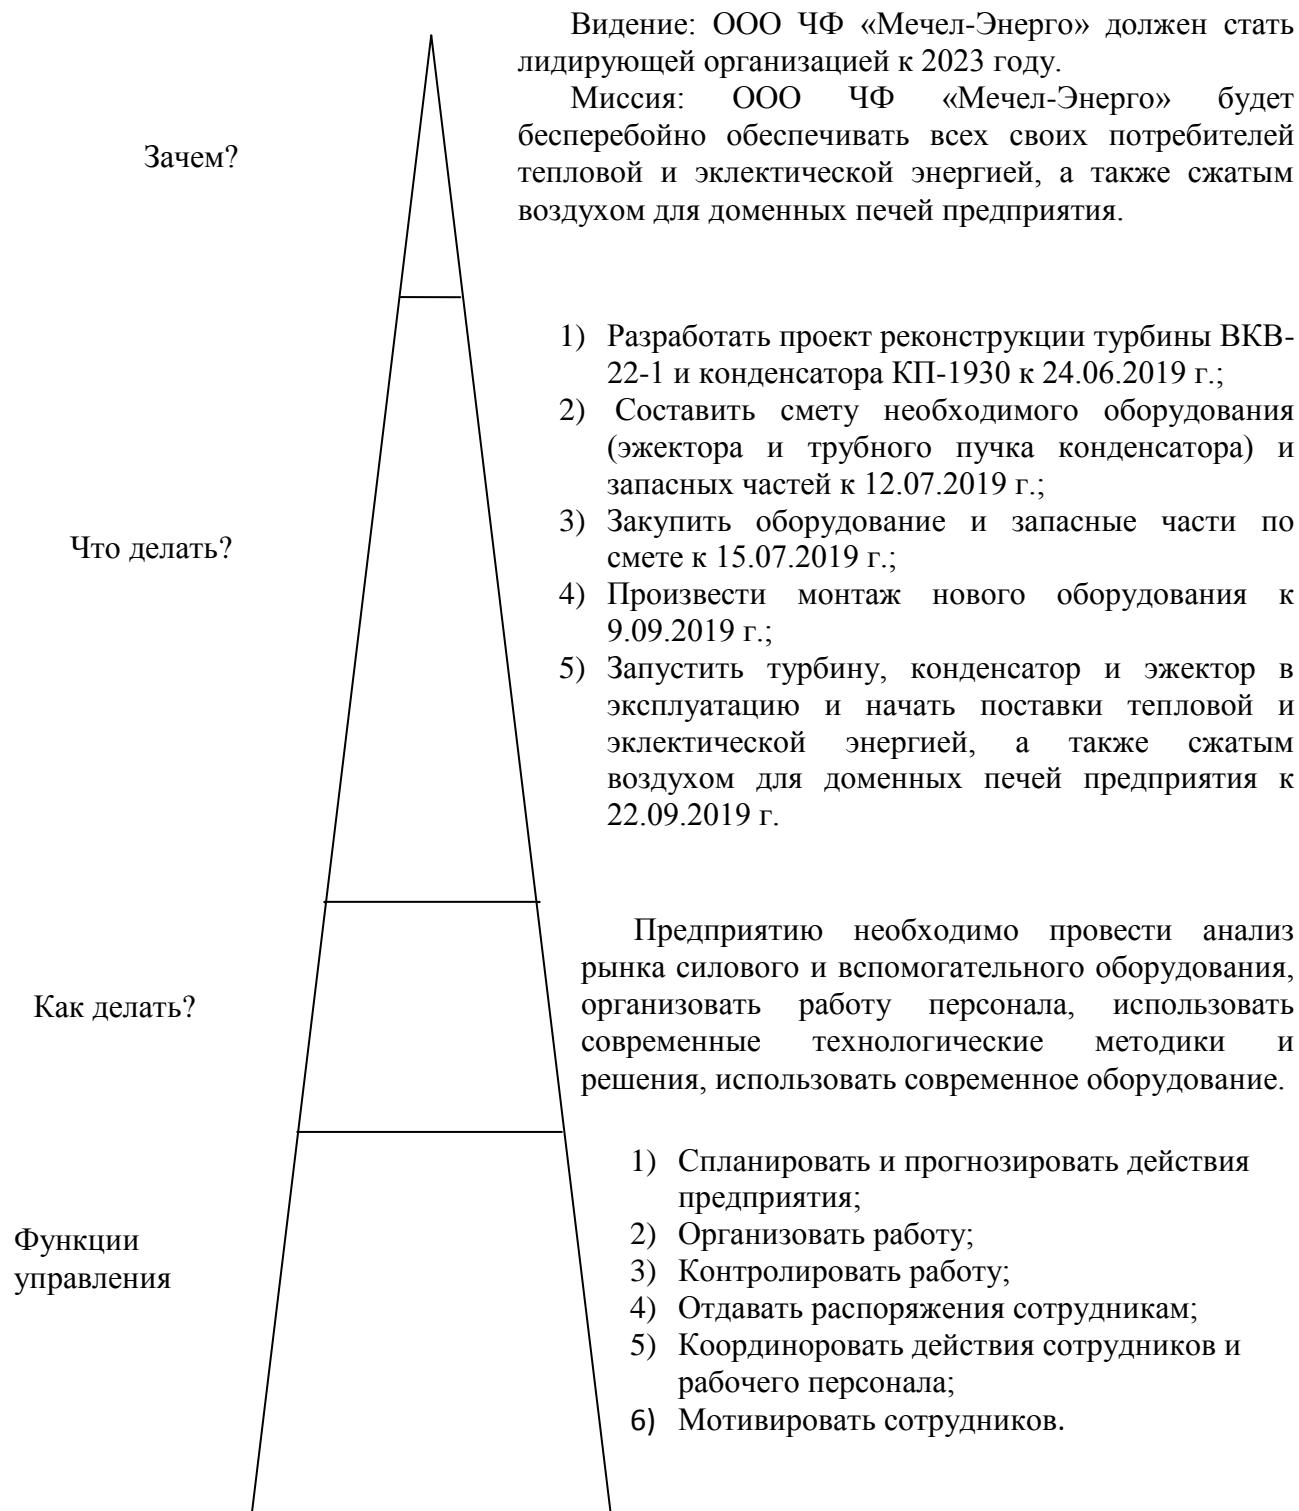 Видение: ООО ЧФ «Мечел-Энерго» должен стать
лидирующей организацией к 2023 году.
Миссия: ООО ЧФ «Мечел-Энерго» будет
бесперебойно обеспечивать всех своих потребителей
тепловой и эклектической энергией, а также сжатым
воздухом для доменных печей предприятия.
Зачем?
1) Разработать проект реконструкции турбины ВКВ-
22-1 и конденсатора КП-1930 к 24.06.2019 г.;
2) Составить смету необходимого оборудования
(эжектора и трубного пучка конденсатора) и
запасных частей к 12.07.2019 г.;
3) Закупить оборудование и запасные части по
смете к 15.07.2019 г.;
4) Произвести монтаж нового оборудования к
9.09.2019 г.;
5) Запустить турбину, конденсатор и эжектор в
эксплуатацию и начать поставки тепловой и
эклектической энергией, а также сжатым
воздухом для доменных печей предприятия к
22.09.2019 г.
Что делать?
Предприятию необходимо провести анализ
рынка силового и вспомогательного оборудования,
организовать работу персонала, использовать
современные технологические методики и
решения, использовать современное оборудование.
Как делать?
1) Спланировать и прогнозировать действия
предприятия;
2) Организовать работу;
3) Контролировать работу;
4) Отдавать распоряжения сотрудникам;
5) Координоровать действия сотрудников и
рабочего персонала;
6) Мотивировать сотрудников.
Функции
управления